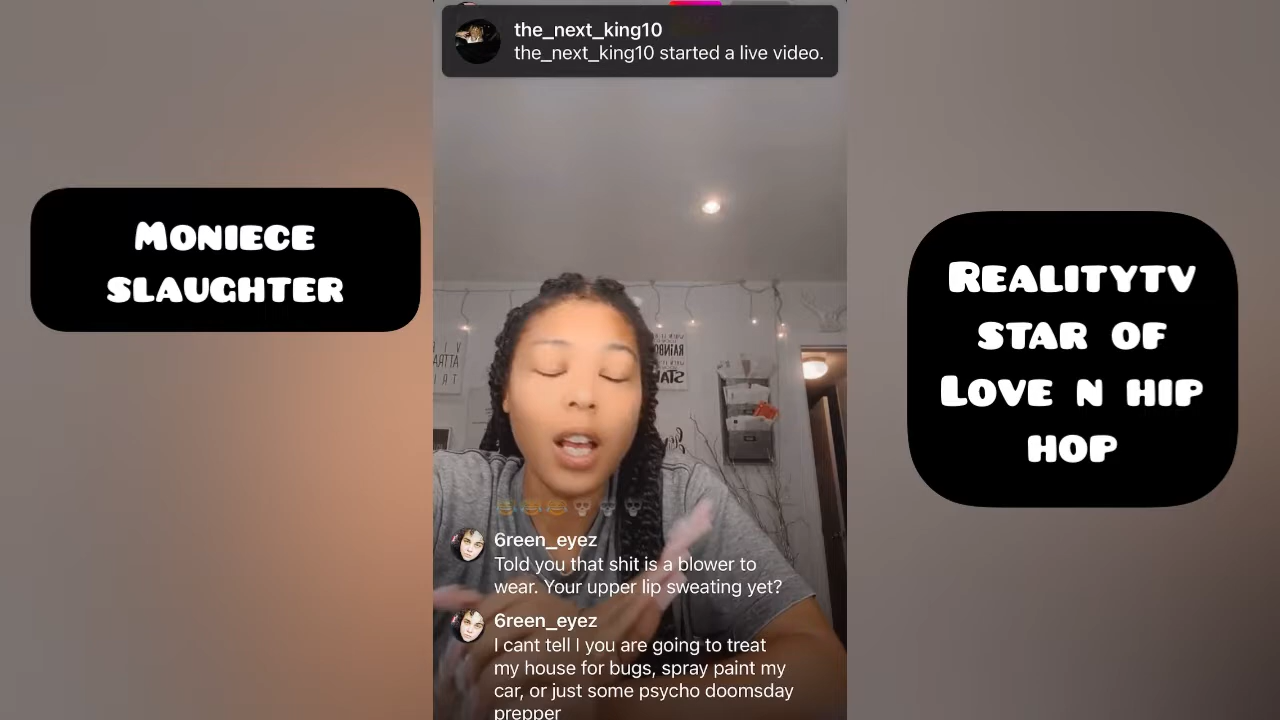 the_next_king10
the_next_king10 started a live video.
Moniece
slaughter
Realitytv
star of
Love n hip
hop
RAINBOW
STAR
6reen_eyez
Told you that shit is a blower to
wear. Your upper lip sweating yet?
6reen_eyez
I cant tell I you are going to treat
my house for bugs, spray paint my
car, or just some psycho doomsday
prepper